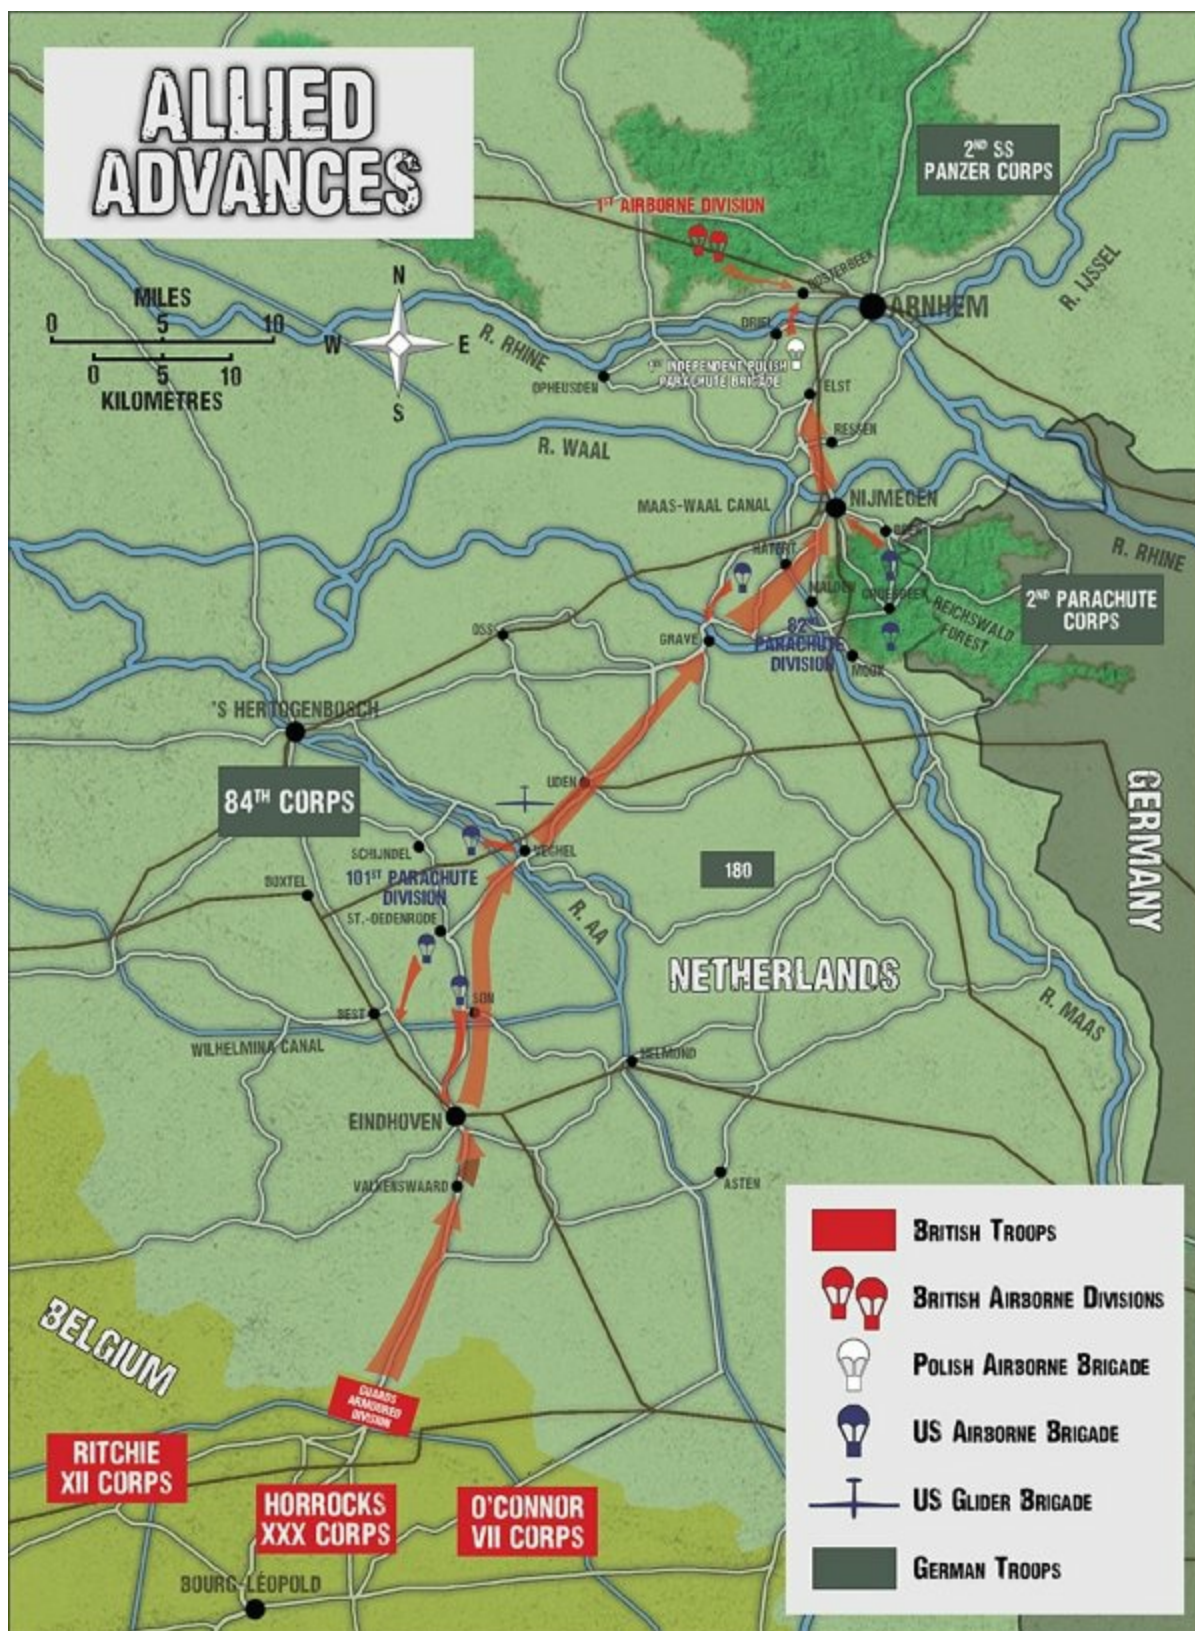 ALLIED
ADVANCES
2ND SS
PANZER CORPS
1ST AIRBORNE DIVISION
OOSTERBEEK
ARNHEM
R. IJSSEL
MILES
0 5 10
0 5 10
KILOMETRES
N
W E
S
R. RHINE
DRIEL
1ST INDEPENDENT POLISH
PARACHUTE BRIGADE
OPHEUSDEN
ELST
RESSEN
R. WAAL
MAAS-WAAL CANAL
NIJMEGEN
R. RHINE
HATERT
MALDEN
GROESBEEK
REICHSWALD
FOREST
2ND PARACHUTE
CORPS
OSS
GRAVE
82ND
PARACHUTE
DIVISION
MOOK
'S HERTOGENBOSCH
84TH CORPS
UDEN
GERMANY
SCHIJNDEL
VEGHEL
180
BOXTEL
101ST PARACHUTE
DIVISION
ST.-OEDENRODE
R. AA
NETHERLANDS
BEST
SON
R. MAAS
WILHELMINA CANAL
HELMOND
EINDHOVEN
VALKENSWAARD
ASTEN
BELGIUM
GUARDS
ARMOURED
DIVISION
RITCHIE
XII CORPS
HORROCKS
XXX CORPS
O'CONNOR
VII CORPS
BOURG-LÉOPOLD
BRITISH TROOPS
BRITISH AIRBORNE DIVISIONS
POLISH AIRBORNE BRIGADE
US AIRBORNE BRIGADE
US GLIDER BRIGADE
GERMAN TROOPS